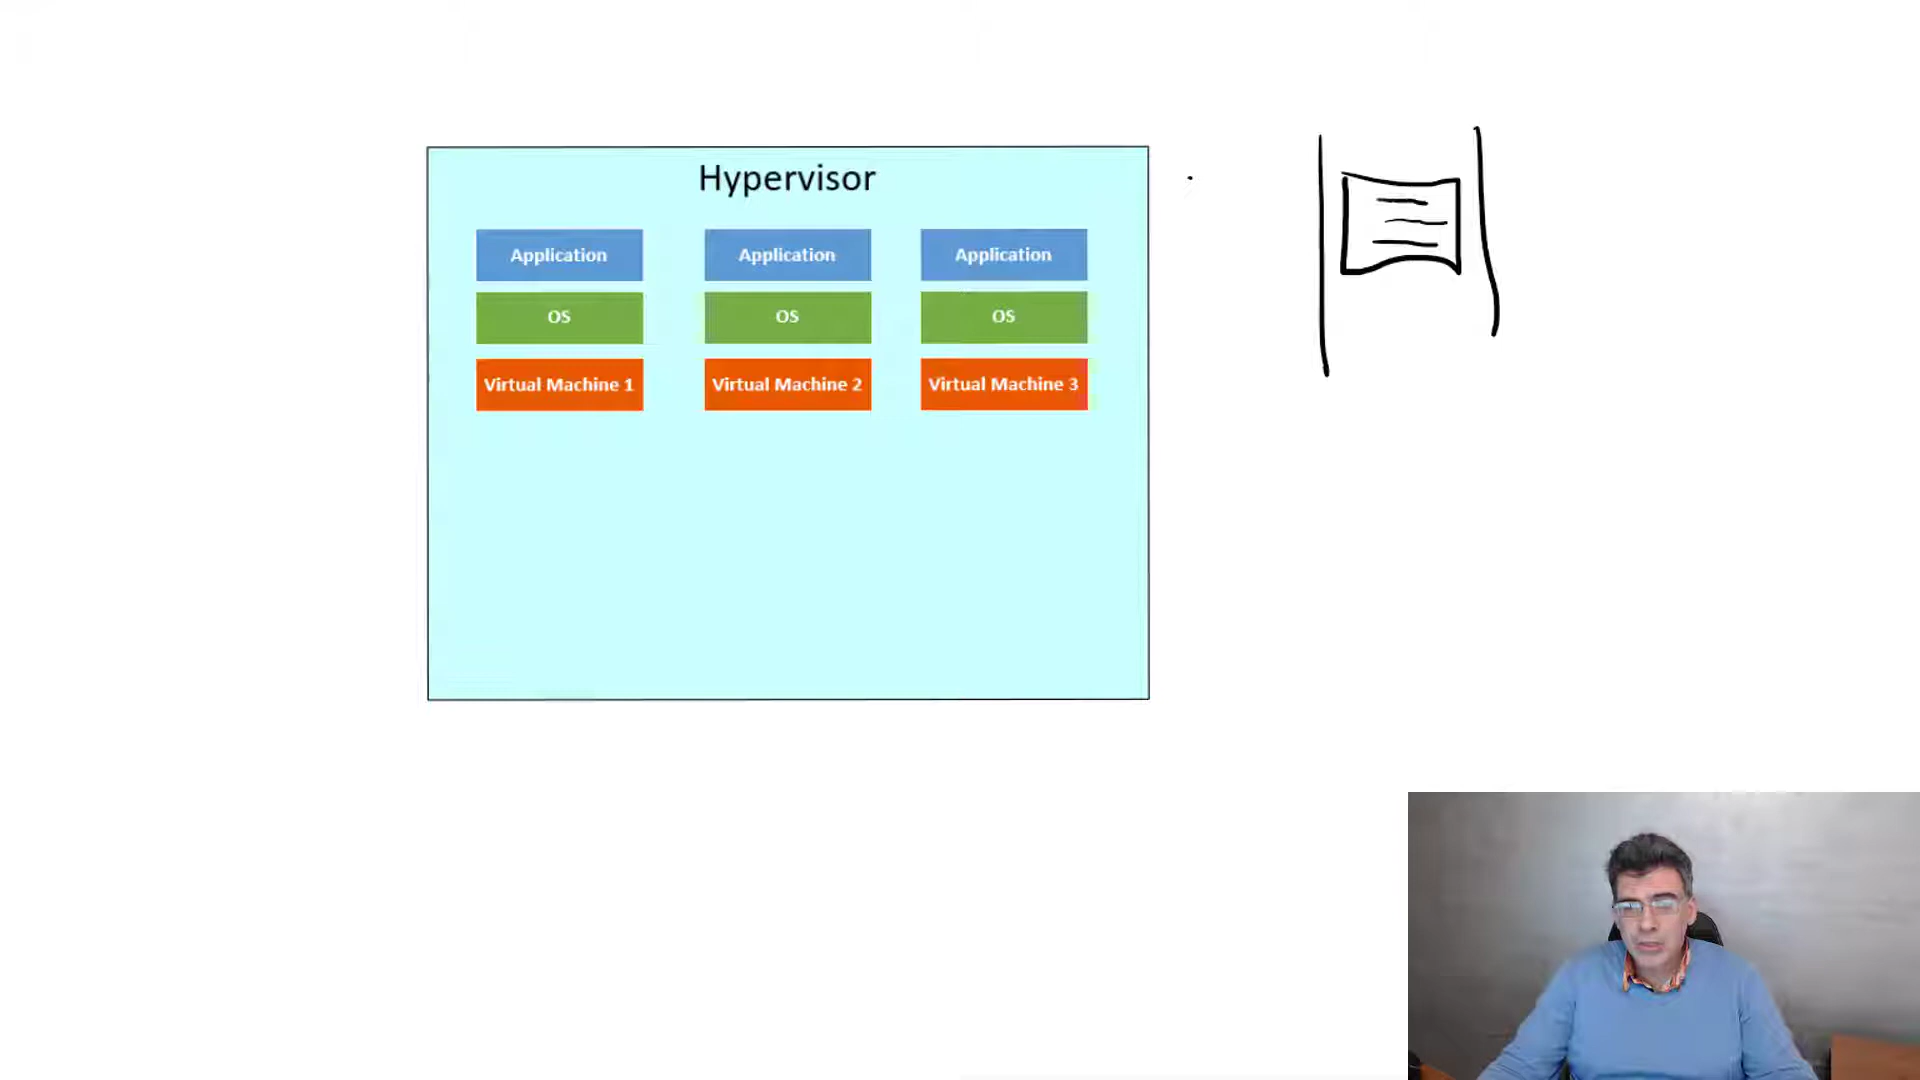 Hypervisor
Application Application Application
OS OS OS
Virtual Machine 1 Virtual Machine 2 Virtual Machine 3